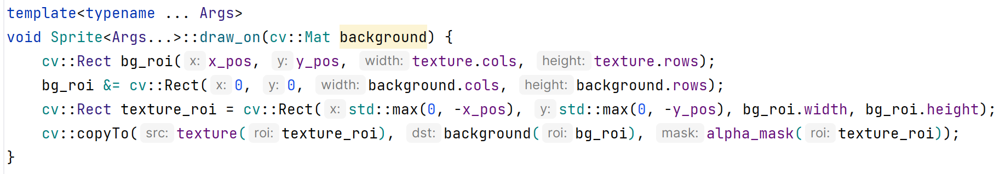 template<typename ... Args>
void Sprite<Args...>::draw_on(cv::Mat background) {
    cv::Rect bg_roi( x: x_pos,  y: y_pos,  width: texture.cols,  height: texture.rows);
    bg_roi &= cv::Rect( x: 0,  y: 0,  width: background.cols,  height: background.rows);
    cv::Rect texture_roi = cv::Rect( x: std::max(0, -x_pos),  y: std::max(0, -y_pos), bg_roi.width, bg_roi.height);
    cv::copyTo( src: texture( roi: texture_roi),  dst: background( roi: bg_roi),  mask: alpha_mask( roi: texture_roi));
}